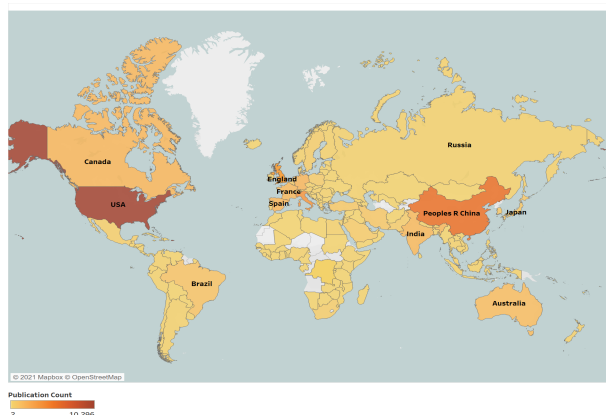 Canada
Russia
England
France
USA
Spain
Peoples R China
Japan
India
Brazil
Australia
© 2021 Mapbox © OpenStreetMap
Publication Count